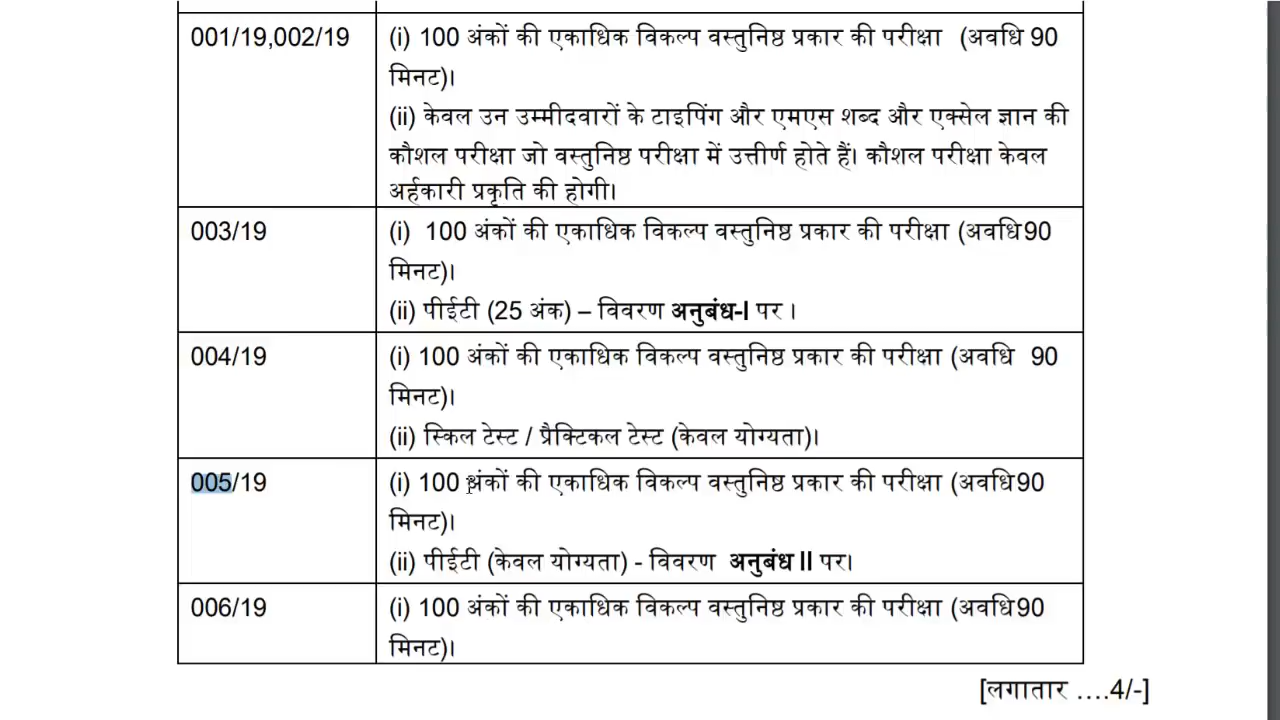 001/19,002/19
(i) 100 अंकों की एकाधिक विकल्प वस्तुनिष्ठ प्रकार की परीक्षा (अवधि 90
मिनट)।
(ii) केवल उन उम्मीदवारों के टाइपिंग और एमएस शब्द और एक्सेल ज्ञान की
कौशल परीक्षा जो वस्तुनिष्ठ परीक्षा में उत्तीर्ण होते हैं। कौशल परीक्षा केवल
अर्हकारी प्रकृति की होगी।
003/19
(i) 100 अंकों की एकाधिक विकल्प वस्तुनिष्ठ प्रकार की परीक्षा (अवधि90
मिनट)।
(ii) पीईटी (25 अंक) – विवरण अनुबंध-I पर ।
004/19
(i) 100 अंकों की एकाधिक विकल्प वस्तुनिष्ठ प्रकार की परीक्षा (अवधि 90
मिनट)।
(ii) स्किल टेस्ट / प्रैक्टिकल टेस्ट (केवल योग्यता)।
005/19
(i) 100 अंकों की एकाधिक विकल्प वस्तुनिष्ठ प्रकार की परीक्षा (अवधि90
मिनट)।
(ii) पीईटी (केवल योग्यता) - विवरण अनुबंध II पर।
006/19
(i) 100 अंकों की एकाधिक विकल्प वस्तुनिष्ठ प्रकार की परीक्षा (अवधि90
मिनट)।
[लगातार ....4/-]